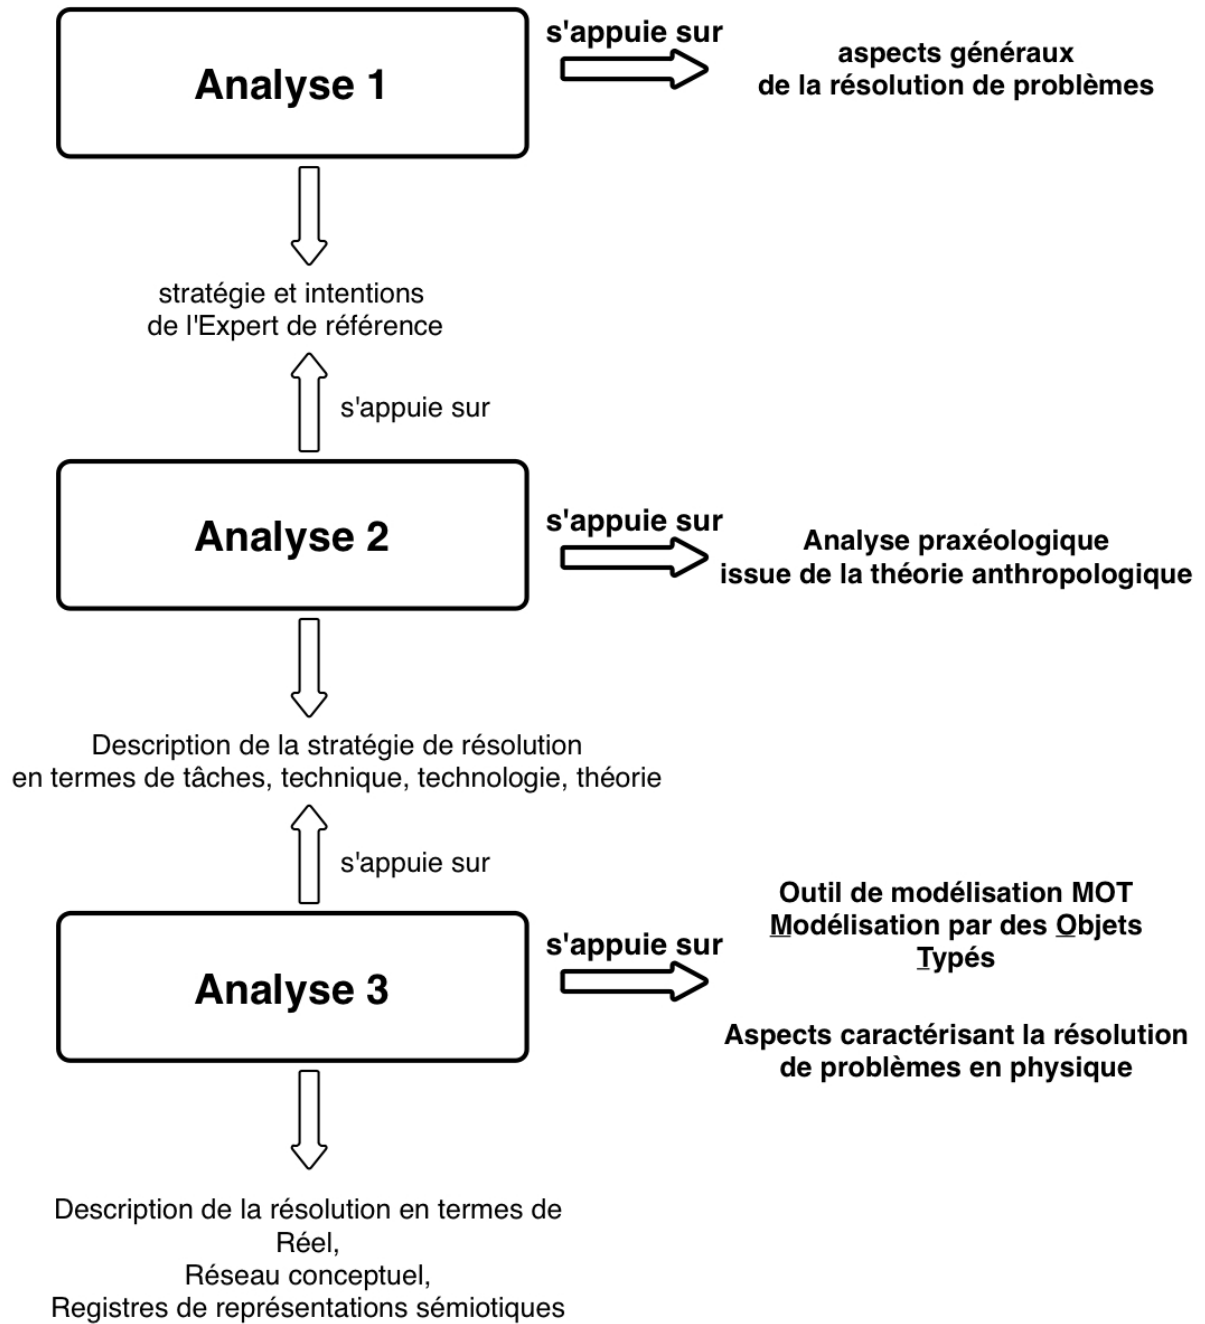 Analyse 1
s'appuie sur
aspects généraux
de la résolution de problèmes
stratégie et intentions
de l'Expert de référence
s'appuie sur
Analyse 2
s'appuie sur
Analyse praxéologique
issue de la théorie anthropologique
Description de la stratégie de résolution
en termes de tâches, technique, technologie, théorie
s'appuie sur
Analyse 3
s'appuie sur
Outil de modélisation MOT
Modélisation par des Objets
Typés
Aspects caractérisant la résolution
de problèmes en physique
Description de la résolution en termes de
Réel,
Réseau conceptuel,
Registres de représentations sémiotiques